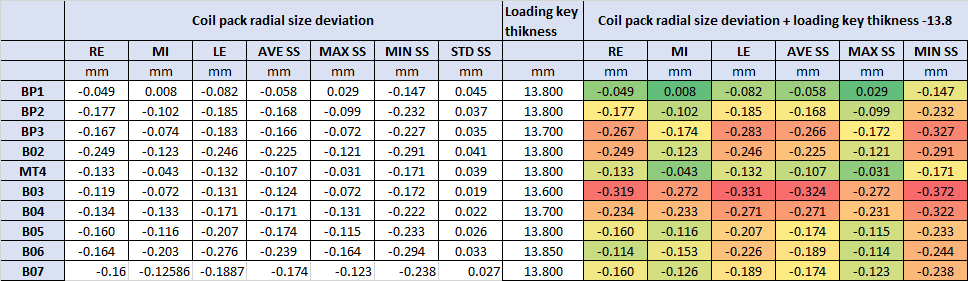 Coil pack radial size deviation Loading key thikness Coil pack radial size deviation + loading key thikness -13.8
RE MI LE AVE SS MAX SS MIN SS STD SS RE MI LE AVE SS MAX SS MIN SS
mm mm mm mm mm mm mm mm mm mm mm mm mm mm
BP1 -0.049 0.008 -0.082 -0.058 0.029 -0.147 0.045 13.800 -0.049 0.008 -0.082 -0.058 0.029 -0.147
BP2 -0.177 -0.102 -0.185 -0.168 -0.099 -0.232 0.037 13.800 -0.177 -0.102 -0.185 -0.168 -0.099 -0.232
BP3 -0.167 -0.074 -0.183 -0.166 -0.072 -0.227 0.035 13.700 -0.267 -0.174 -0.283 -0.266 -0.172 -0.327
B02 -0.249 -0.123 -0.246 -0.225 -0.121 -0.291 0.041 13.800 -0.249 -0.123 -0.246 -0.225 -0.121 -0.291
MT4 -0.133 -0.043 -0.132 -0.107 -0.031 -0.171 0.039 13.800 -0.133 -0.043 -0.132 -0.107 -0.031 -0.171
B03 -0.119 -0.072 -0.131 -0.124 -0.072 -0.172 0.019 13.600 -0.319 -0.272 -0.331 -0.324 -0.272 -0.372
B04 -0.134 -0.133 -0.171 -0.171 -0.131 -0.222 0.022 13.700 -0.234 -0.233 -0.271 -0.271 -0.231 -0.322
B05 -0.160 -0.116 -0.207 -0.174 -0.115 -0.233 0.026 13.800 -0.160 -0.116 -0.207 -0.174 -0.115 -0.233
B06 -0.164 -0.203 -0.276 -0.239 -0.164 -0.294 0.033 13.850 -0.114 -0.153 -0.226 -0.189 -0.114 -0.244
B07 -0.16 -0.12586 -0.1887 -0.174 -0.123 -0.238 0.027 13.800 -0.160 -0.126 -0.189 -0.174 -0.123 -0.238